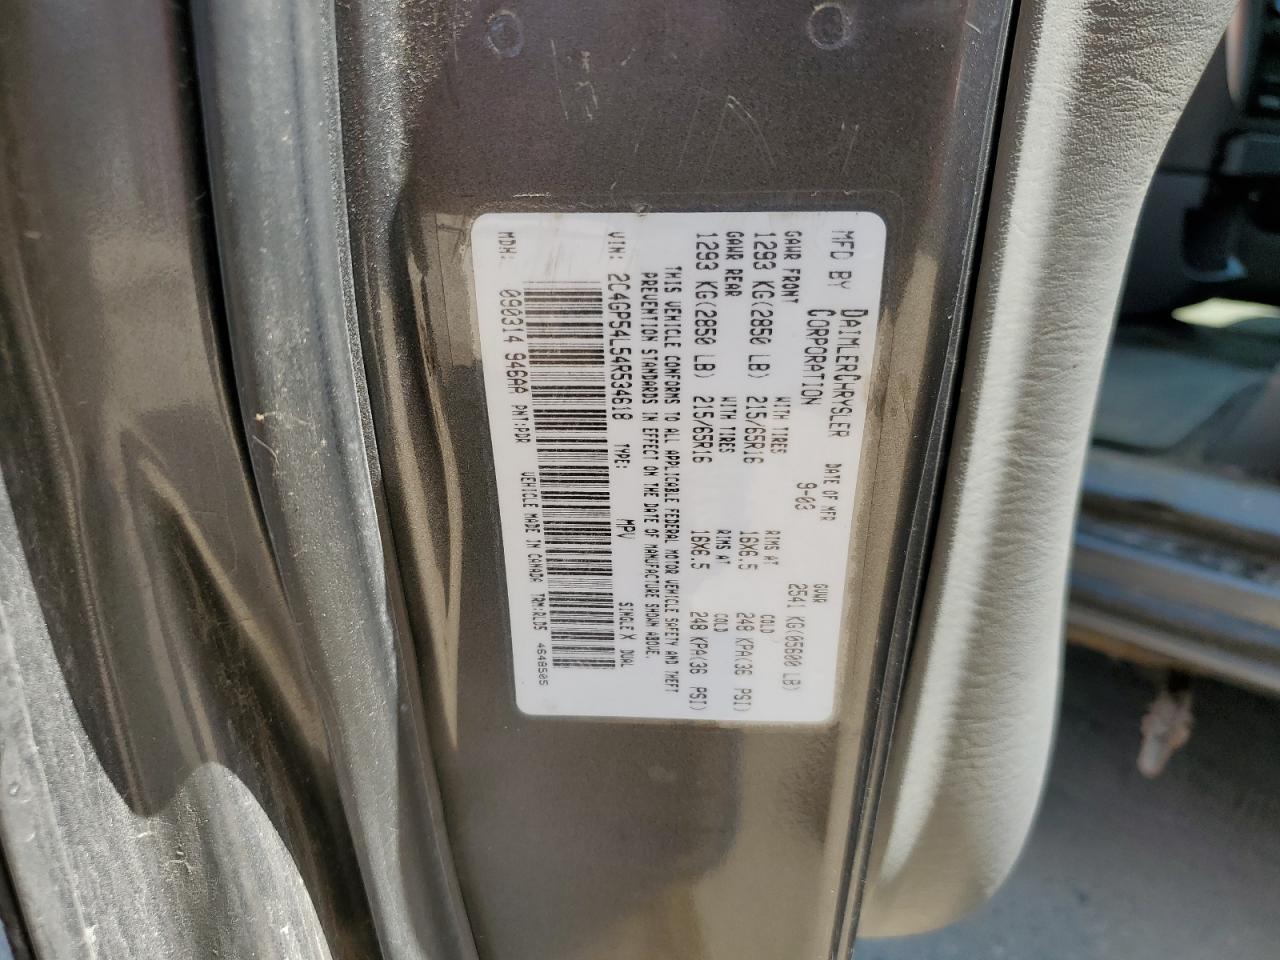 MFD BY DAIMLERCHRYSLER CORPORATION DATE OF MFR 9-03 GVWR 2541 KG(05600 LB)
GAWR FRONT WITH TIRES RIMS AT COLD
1293 KG(2850 LB) 215/65R16 16X6.5 248 KPA(36 PSI)
GAWR REAR WITH TIRES RIMS AT COLD
1293 KG(2850 LB) 215/65R16 16X6.5 248 KPA(36 PSI)
THIS VEHICLE CONFORMS TO ALL APPLICABLE FEDERAL MOTOR VEHICLE SAFETY AND THEFT
PREVENTION STANDARDS IN EFFECT ON THE DATE OF MANUFACTURE SHOWN ABOVE.
VIN: 2C4GP54L54R534618 TYPE: MPV SINGLE X DUAL
MDH: 090314 946AA PNT:PDR VEHICLE MADE IN CANADA TRM:RLD5 4648505